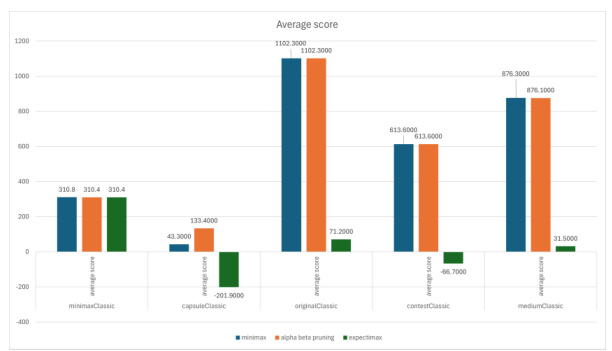 Average score
1200
1000
800
600
400
200
0
-200
-400
310.8 310.4 310.4
43.3000 133.4000 -201.9000
1102.3000 1102.3000 71.2000
613.6000 613.6000 -66.7000
876.3000 876.1000 31.5000
average score average score average score average score average score
minimaxClassic capsuleClassic originalClassic contestClassic mediumClassic
minimax alpha beta pruning expectimax